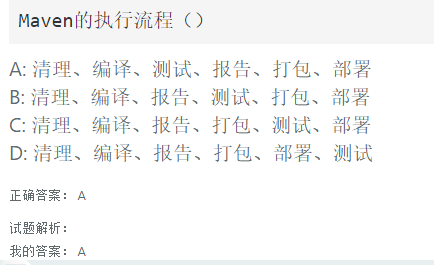 Maven的执行流程（）
A: 清理、编译、测试、报告、打包、部署
B: 清理、编译、报告、测试、打包、部署
C: 清理、编译、报告、打包、测试、部署
D: 清理、编译、报告、打包、部署、测试
正确答案: A
试题解析:
我的答案: A